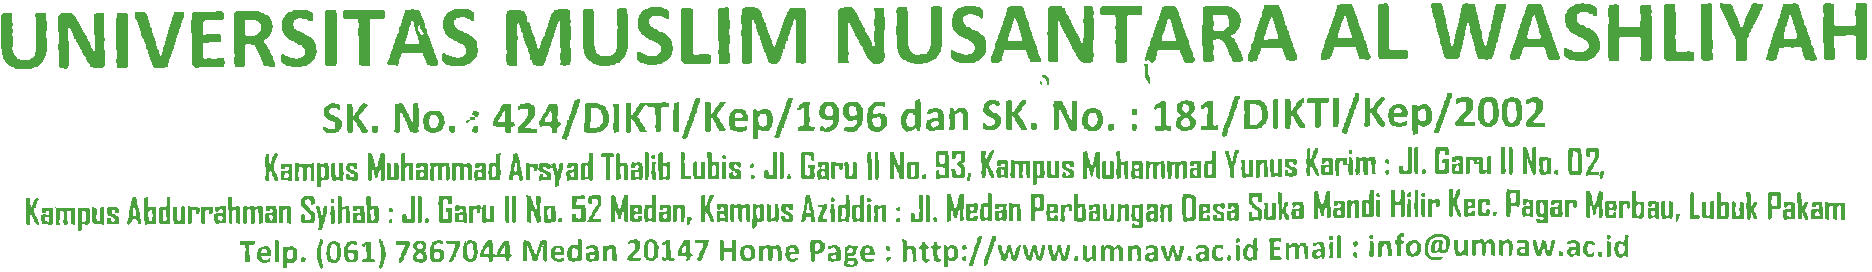 UNIVERSITAS MUSLIM NUSANTARA AL WASHLIYAH
SK. No. : 424/DIKTI/Kep/1996 dan SK. No. : 181/DIKTI/Kep/2002
Kampus Muhammad Arsyad Thalib Lubis : Jl. Garu II No. 93, Kampus Muhammad Yunus Karim : Jl. Garu II No. 02,
Kampus Abdurrahman Syihab : Jl. Garu II No. 52 Medan, Kampus Aziddin : Jl. Medan Perbaungan Desa Suka Mandi Hilir Kec. Pagar Merbau, Lubuk Pakam
Telp. (061) 7867044 Medan 20147 Home Page : http://www.umnaw.ac.id Email : info@umnaw.ac.id